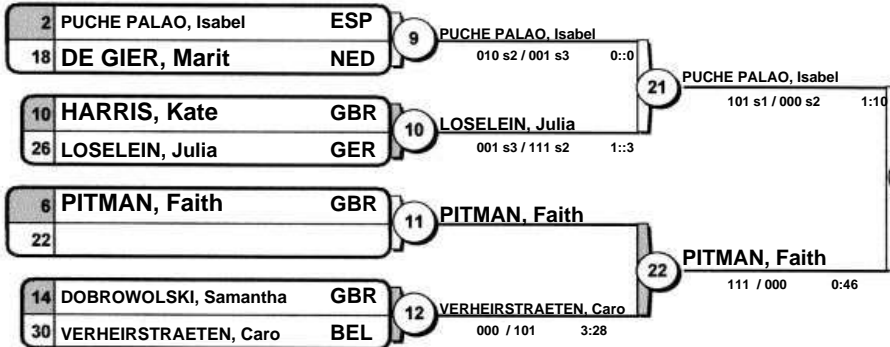 2 PUCHE PALAO, Isabel ESP
18 DE GIER, Marit NED
9
PUCHE PALAO, Isabel
010 s2 / 001 s3 0::0
10 HARRIS, Kate GBR
26 LOSELEIN, Julia GER
10
LOSELEIN, Julia
001 s3 / 111 s2 1::3
21
PUCHE PALAO, Isabel
101 s1 / 000 s2 1:10
6 PITMAN, Faith GBR
22
11
PITMAN, Faith
14 DOBROWOLSKI, Samantha GBR
30 VERHEIRSTRAETEN, Caro BEL
12
VERHEIRSTRAETEN, Caro
000 / 101 3:28
22
PITMAN, Faith
111 / 000 0:46